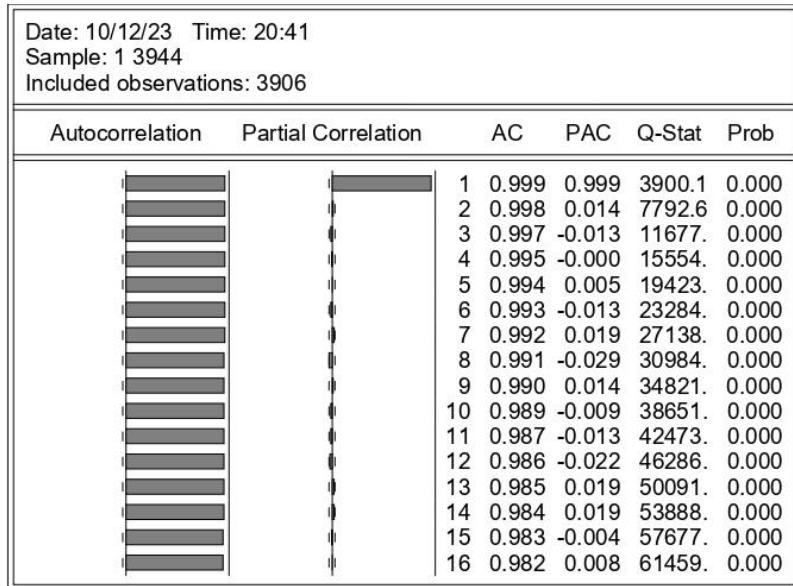 Date: 10/12/23 Time: 20:41
Sample: 1 3944
Included observations: 3906
Autocorrelation Partial Correlation AC PAC Q-Stat Prob
1 0.999 0.999 3900.1 0.000
2 0.998 0.014 7792.6 0.000
3 0.997 -0.013 11677. 0.000
4 0.995 -0.000 15554. 0.000
5 0.994 0.005 19423. 0.000
6 0.993 -0.013 23284. 0.000
7 0.992 0.019 27138. 0.000
8 0.991 -0.029 30984. 0.000
9 0.990 0.014 34821. 0.000
10 0.989 -0.009 38651. 0.000
11 0.987 -0.013 42473. 0.000
12 0.986 -0.022 46286. 0.000
13 0.985 0.019 50091. 0.000
14 0.984 0.019 53888. 0.000
15 0.983 -0.004 57677. 0.000
16 0.982 0.008 61459. 0.000